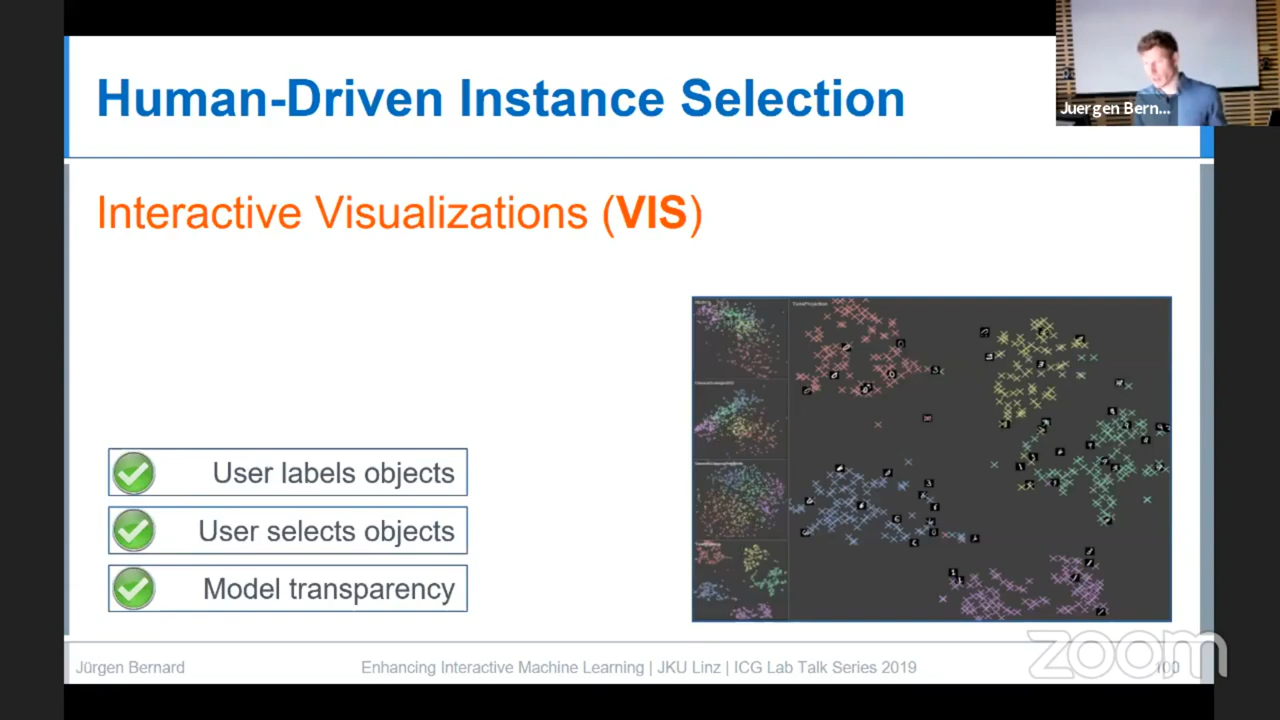 Human-Driven Instance Selection
Juergen Bern...
Interactive Visualizations (VIS)
User labels objects
User selects objects
Model transparency
Jürgen Bernard
Enhancing Interactive Machine Learning | JKU Linz | ICG Lab Talk Series 2019
100
zoom